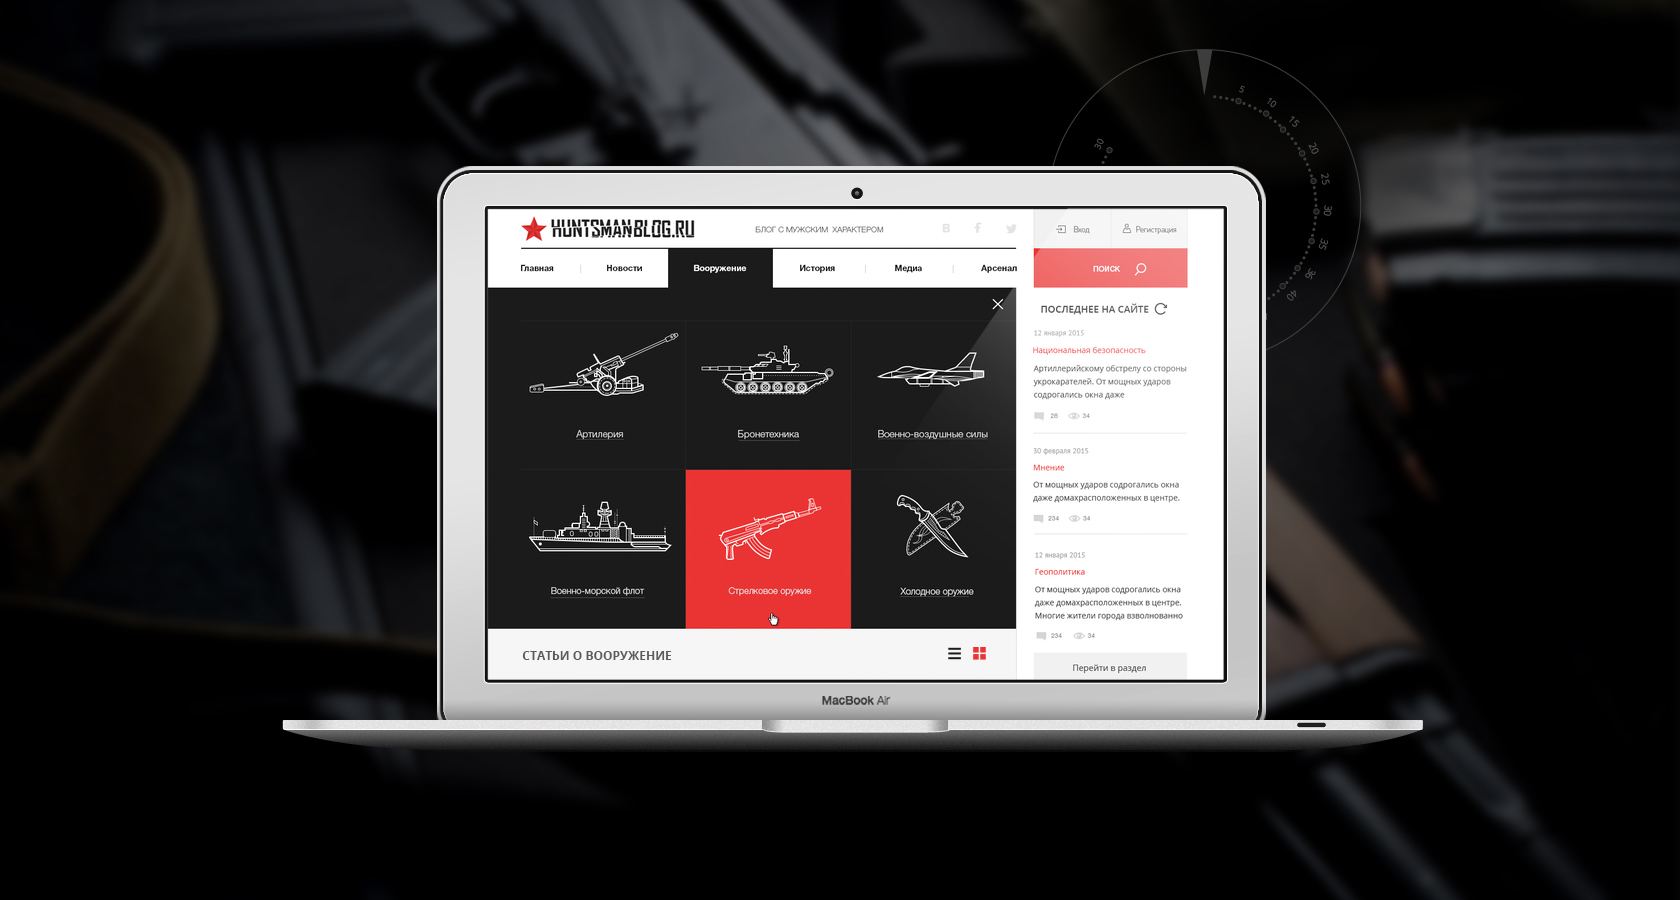 HUNTSMANBLOG.RU
БЛОГ С МУЖСКИМ ХАРАКТЕРОМ
B f
Вход
Регистрация
Главная
Новости
Вооружение
История
Медиа
Арсенал
ПОИСК
Артилерия
Бронетехника
Военно-воздушные силы
Военно-морской флот
Стрелковое оружие
Холодное оружие
СТАТЬИ О ВООРУЖЕНИЕ
ПОСЛЕДНЕЕ НА САЙТЕ
12 января 2015
Национальная безопасность
Артиллерийскому обстрелу со стороны
укрокарателей. От мощных ударов
содрогались окна даже
28 34
30 февраля 2015
Мнение
От мощных ударов содрогались окна
даже домахрасположенных в центре.
234 34
12 января 2015
Геополитика
От мощных ударов содрогались окна
даже домахрасположенных в центре.
Многие жители города взволнованно
234 34
Перейти в раздел
MacBook Air
30
5
10
15
20
25
30
35
36
40